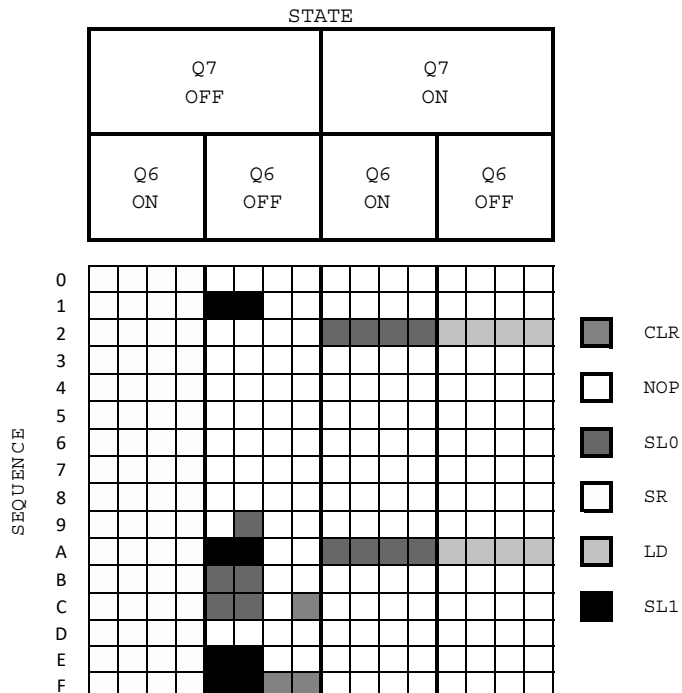 STATE
Q7 Q7
OFF ON
Q6 Q6 Q6 Q6
ON OFF ON OFF
0
1
2
3
4
5
6
7
8
9
A
B
C
D
E
F
SEQUENCE
CLR
NOP
SL0
SR
LD
SL1